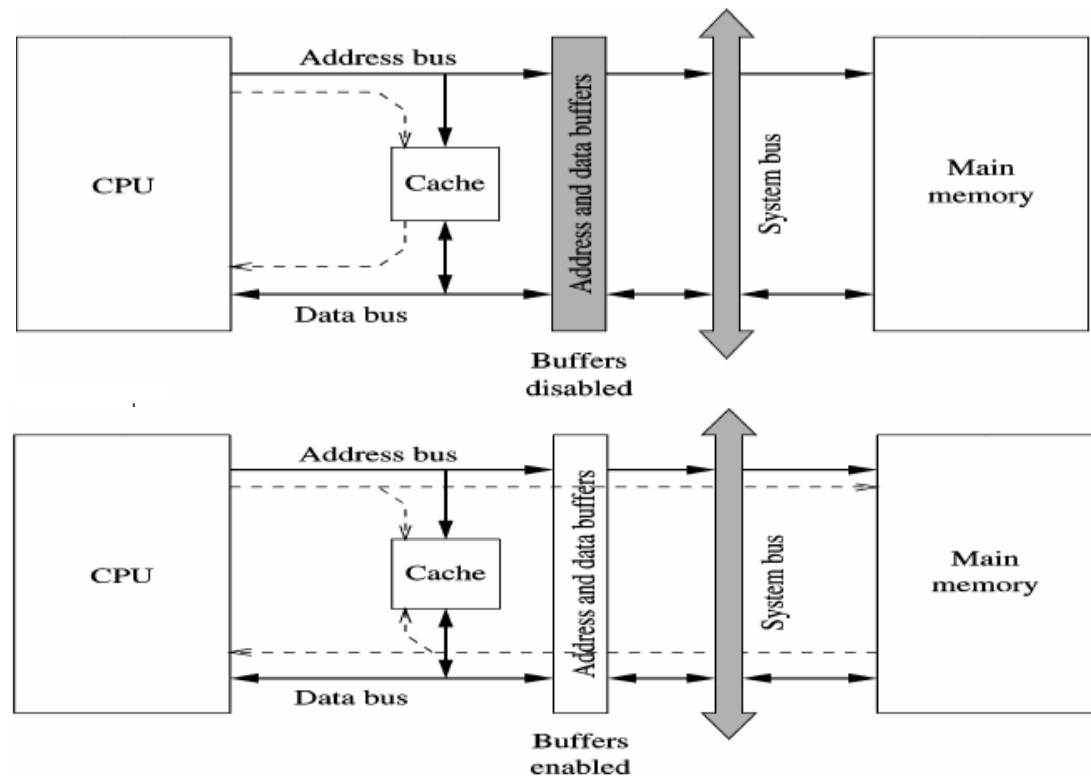 Address bus
CPU
Cache
Address and data buffers
System bus
Main
memory
Data bus
Buffers
disabled
Address bus
CPU
Cache
Address and data buffers
System bus
Main
memory
Data bus
Buffers
enabled